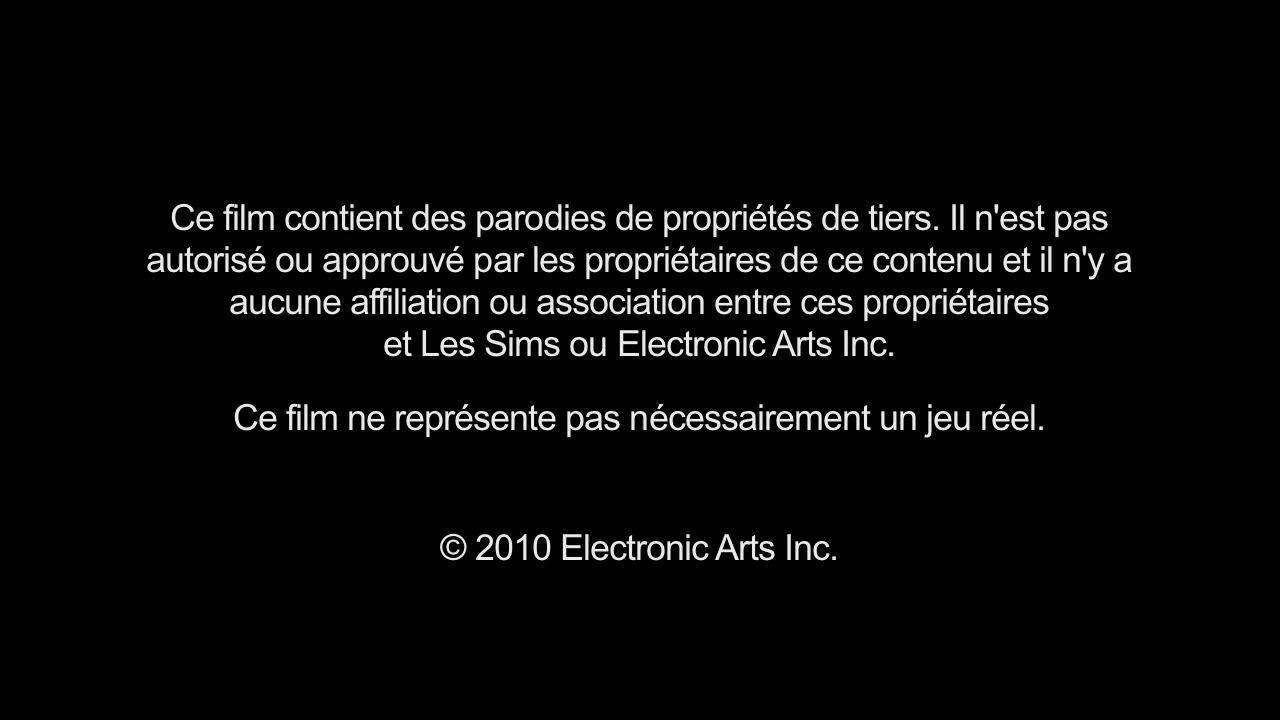 Ce film contient des parodies de propriétés de tiers. Il n'est pas
autorisé ou approuvé par les propriétaires de ce contenu et il n'y a
aucune affiliation ou association entre ces propriétaires
et Les Sims ou Electronic Arts Inc.
Ce film ne représente pas nécessairement un jeu réel.
© 2010 Electronic Arts Inc.